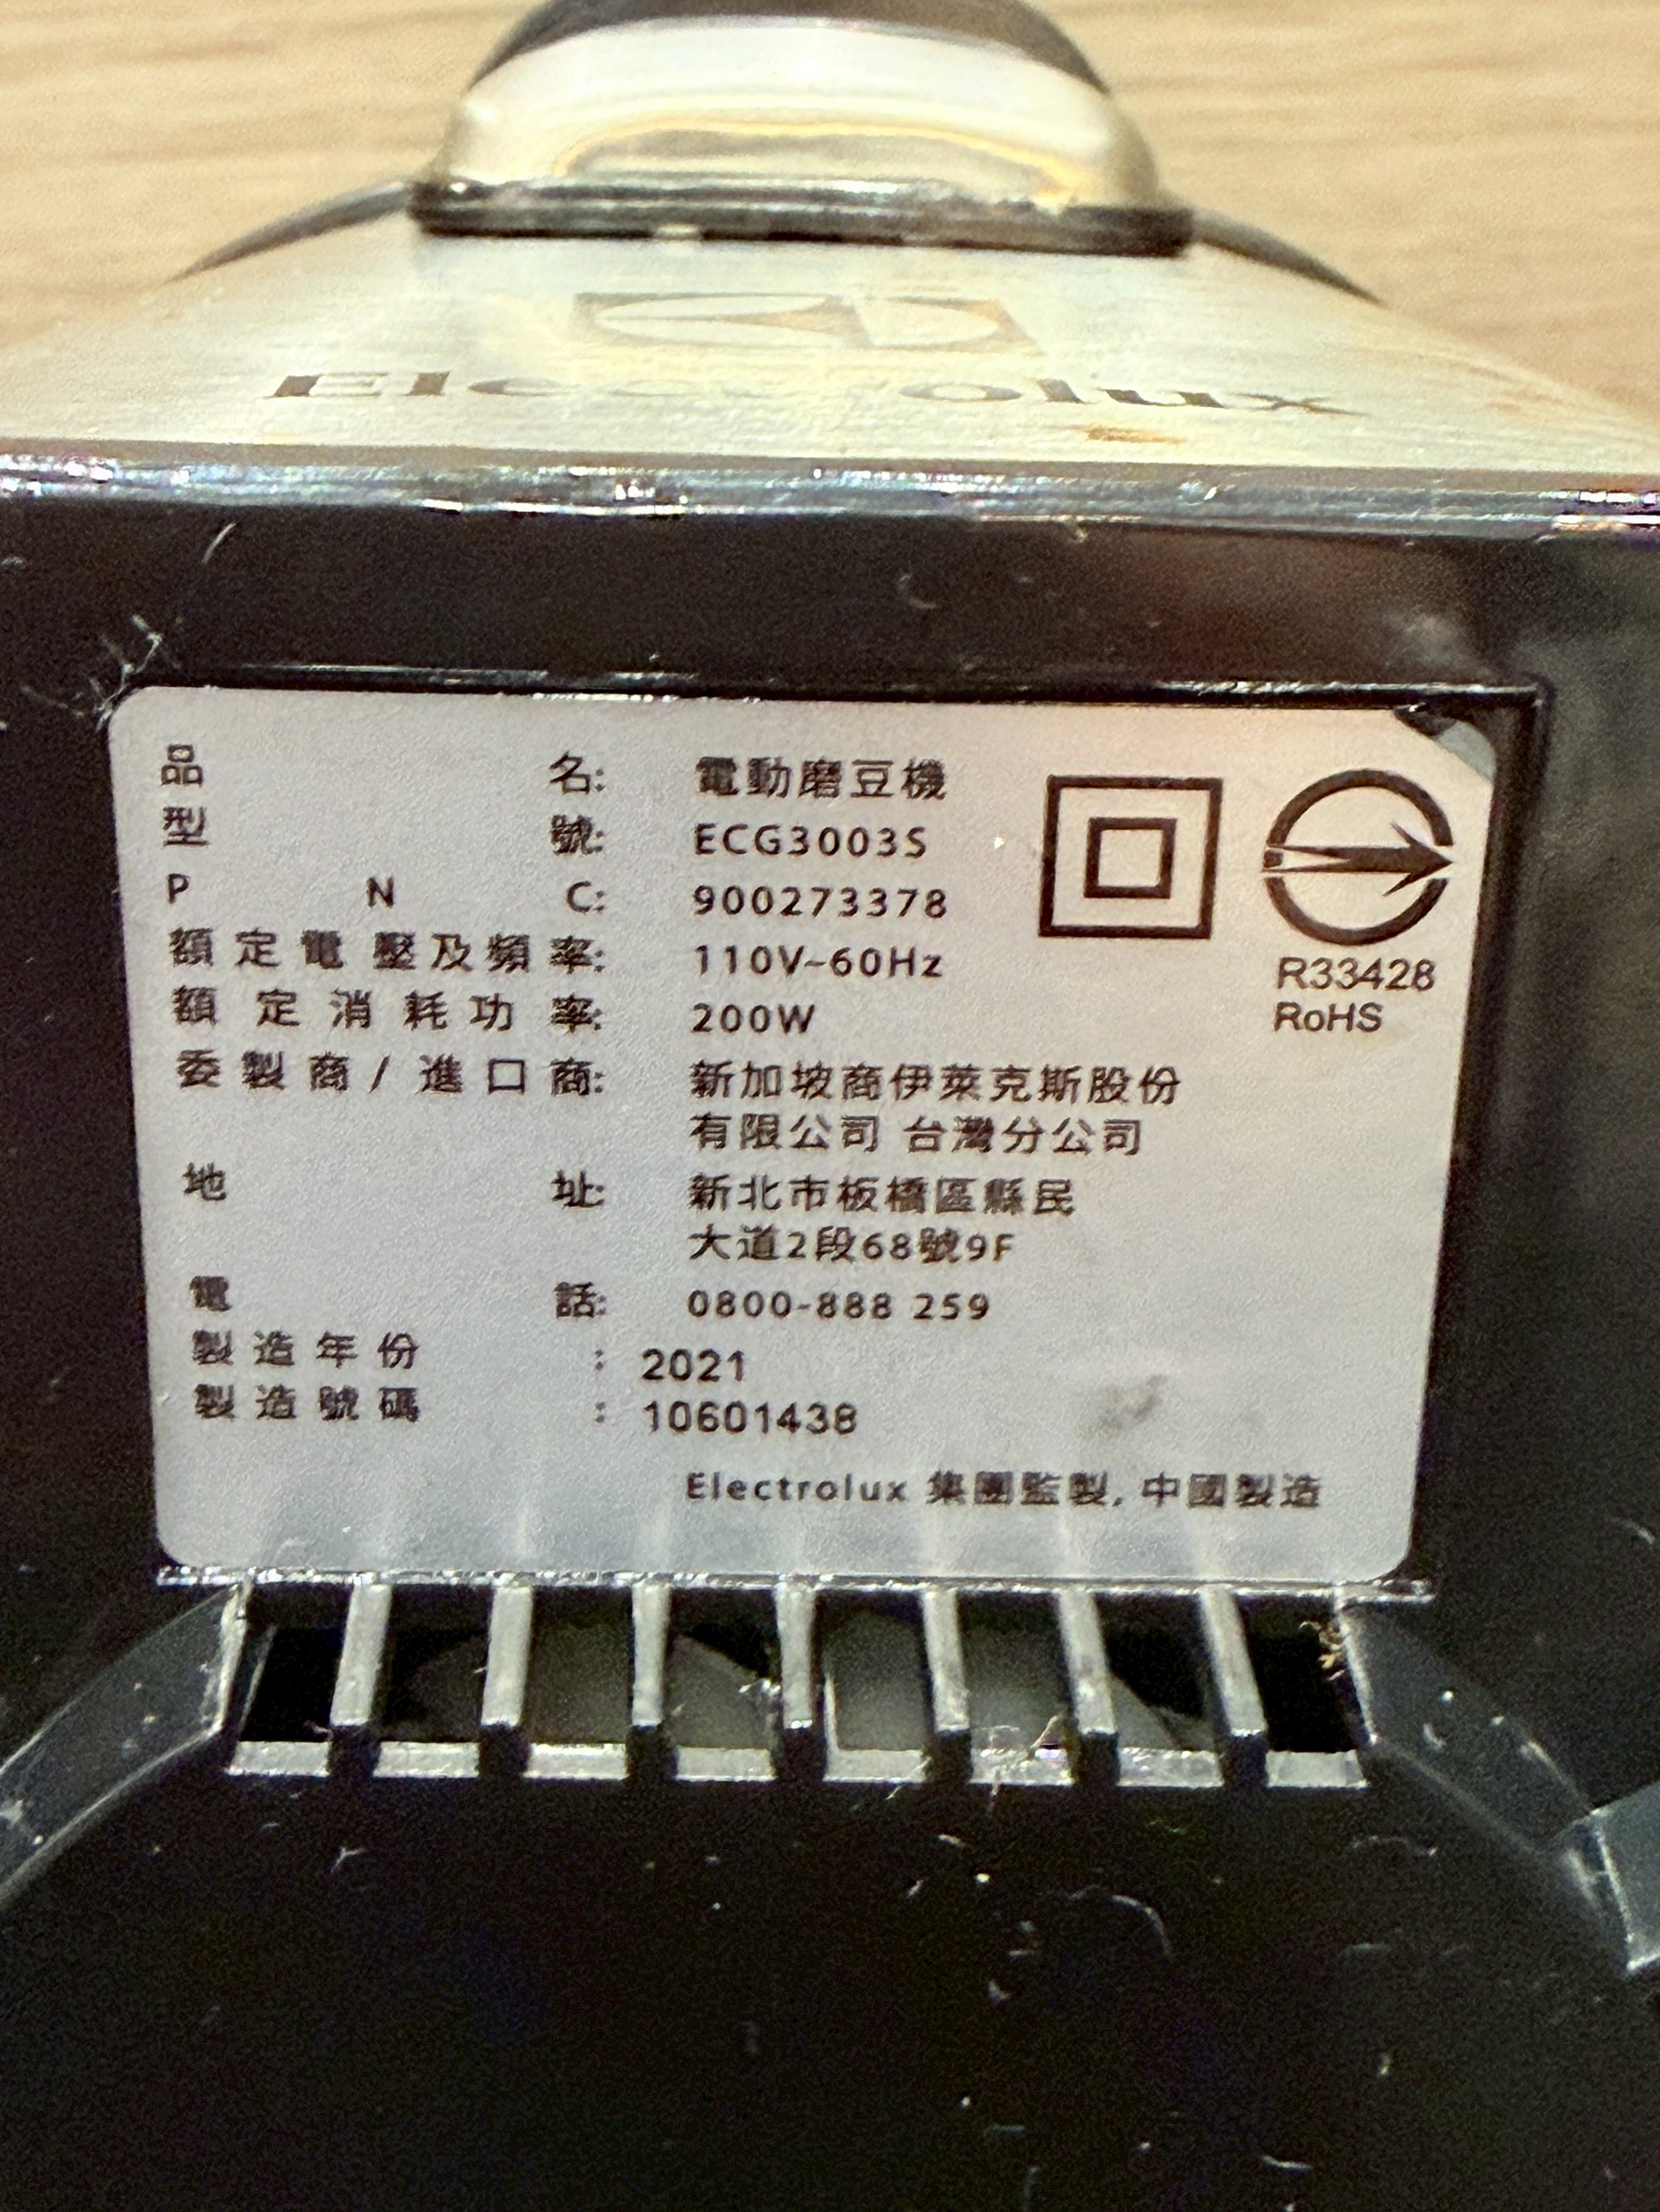 Electrolux
品名: 電動磨豆機
型號: ECG3003S
PNC: 900273378
額定電壓及頻率: 110V~60Hz
額定消耗功率: 200W
R33428
RoHS
委製商/進口商: 新加坡商伊萊克斯股份
有限公司 台灣分公司
地址: 新北市板橋區縣民
大道2段68號9F
電話: 0800-888 259
製造年份: 2021
製造號碼: 10601438
Electrolux 集團監製, 中國製造